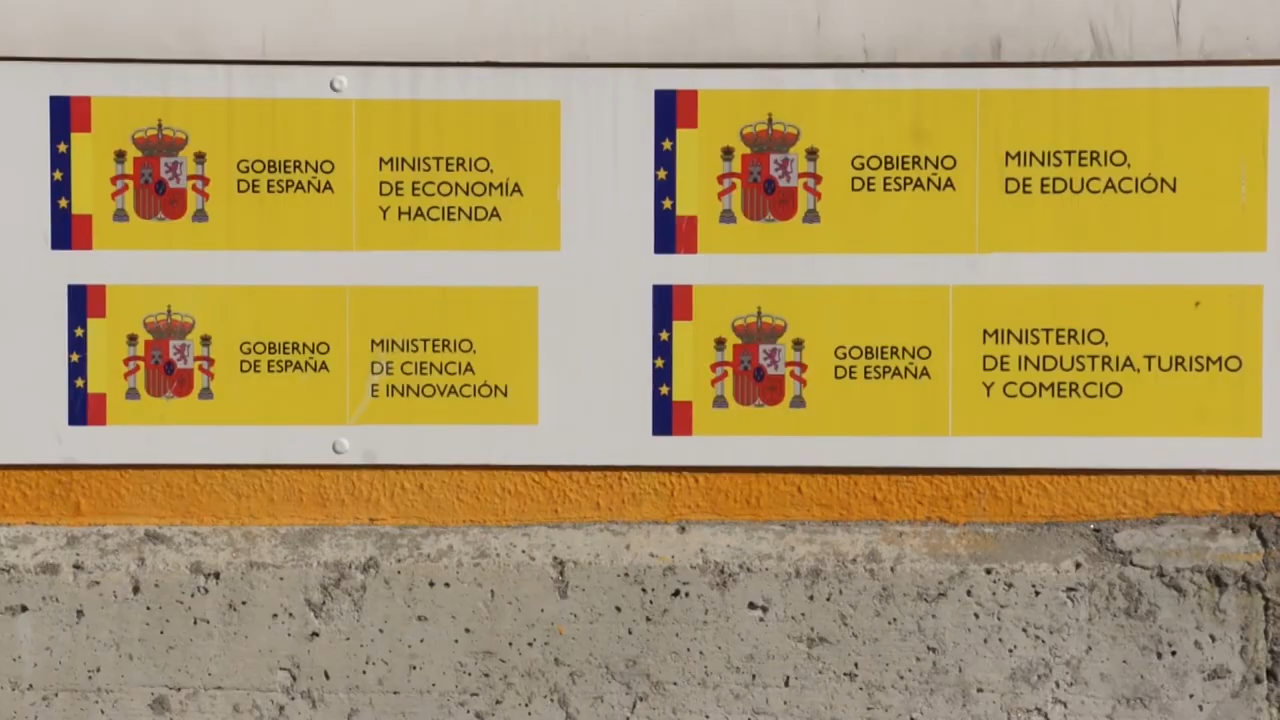 GOBIERNO
DE ESPAÑA
MINISTERIO,
DE ECONOMÍA
Y HACIENDA
GOBIERNO
DE ESPAÑA
MINISTERIO,
DE EDUCACIÓN
GOBIERNO
DE ESPAÑA
MINISTERIO,
DE CIENCIA
E INNOVACIÓN
GOBIERNO
DE ESPAÑA
MINISTERIO,
DE INDUSTRIA, TURISMO
Y COMERCIO